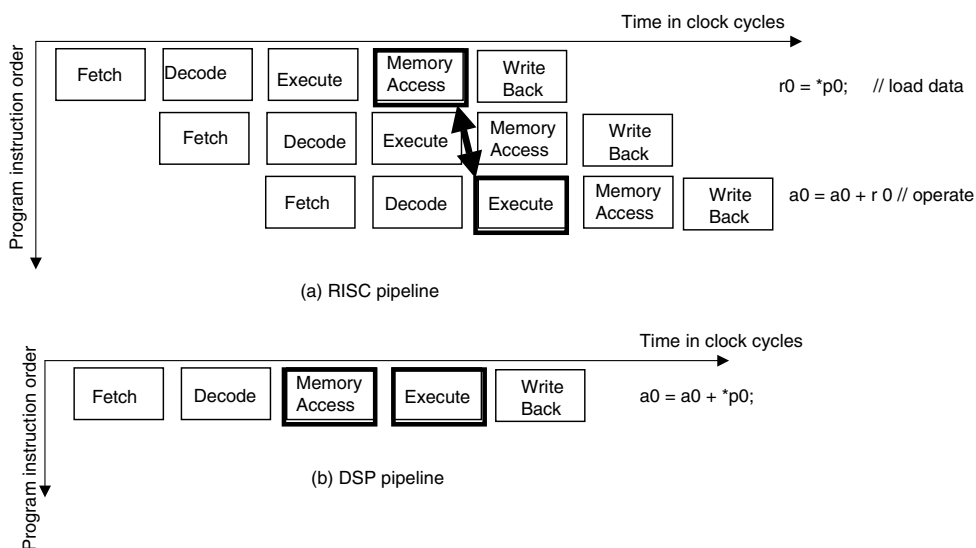 Time in clock cycles
Program instruction order
Fetch
Decode
Execute
Memory
Access
Write
Back
r0 = *p0; // load data
Fetch
Decode
Execute
Memory
Access
Write
Back
Fetch
Decode
Execute
Memory
Access
Write
Back
a0 = a0 + r 0 // operate
(a) RISC pipeline
Time in clock cycles
Program instruction order
Fetch
Decode
Memory
Access
Execute
Write
Back
a0 = a0 + *p0;
(b) DSP pipeline